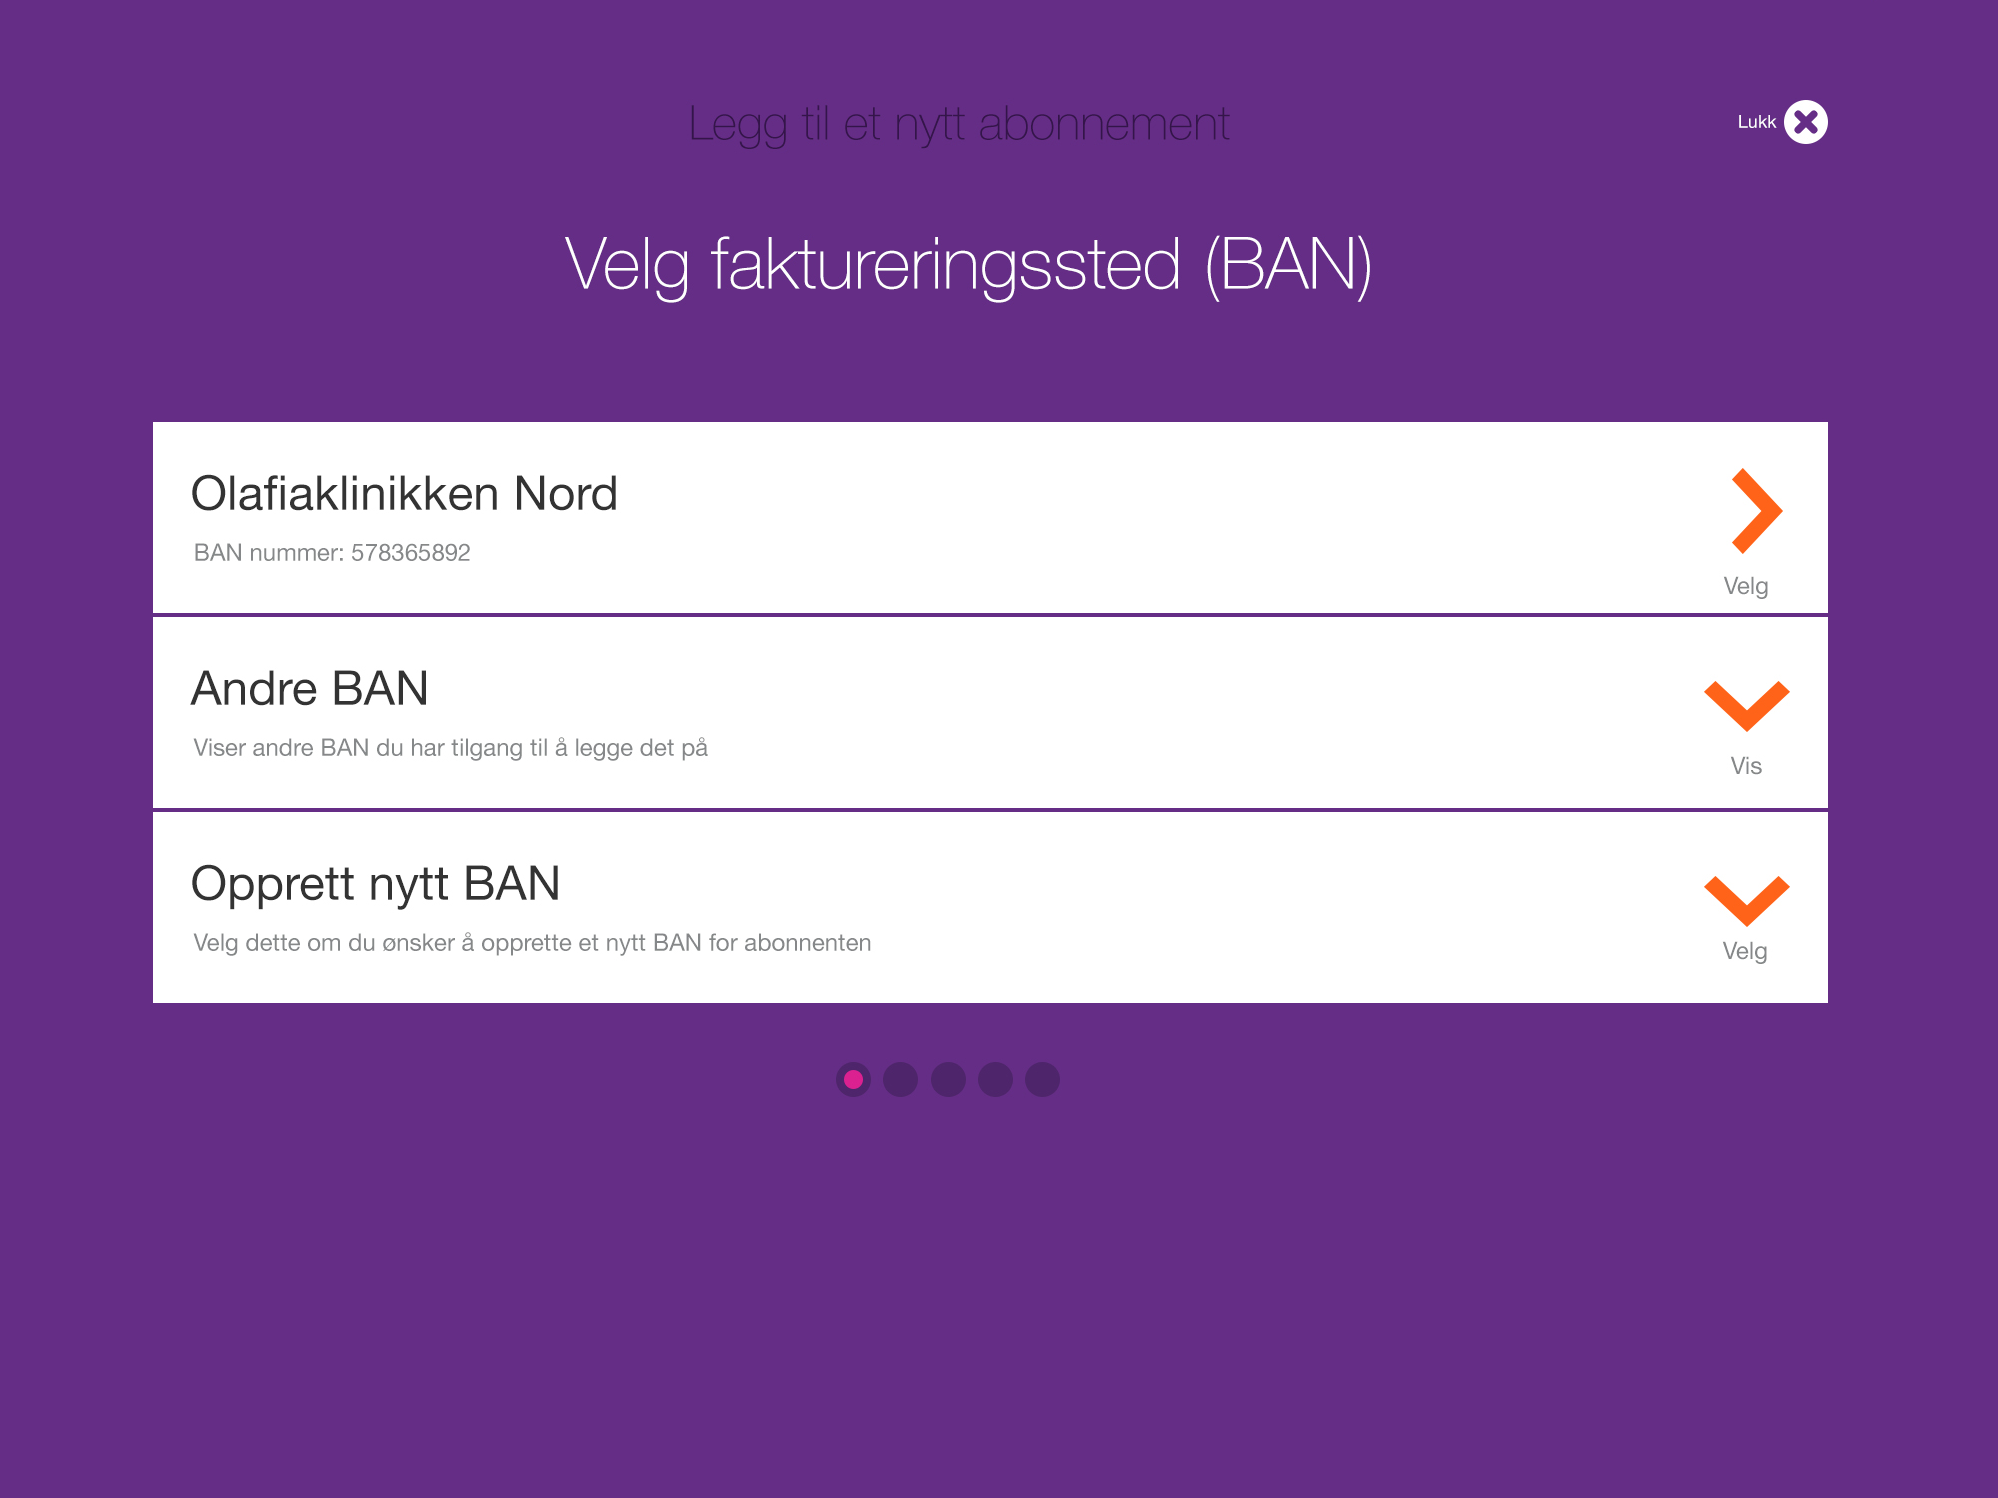 Legg til et nytt abonnement
Lukk
Velg faktureringssted (BAN)
Olafiaklinikken Nord
BAN nummer: 578365892
Velg
Andre BAN
Viser andre BAN du har tilgang til å legge det på
Vis
Opprett nytt BAN
Velg dette om du ønsker å opprette et nytt BAN for abonnenten
Velg